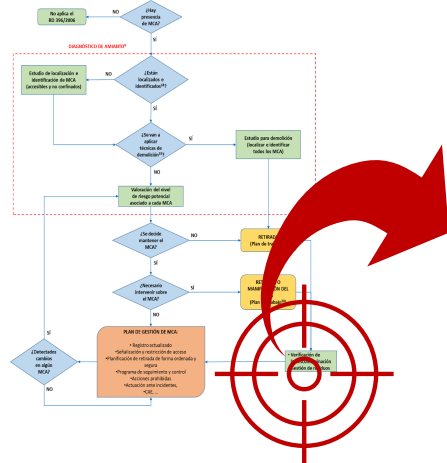 No aplica el
RD 396/2006
NO
¿Hay
presencia
de MCA?
SÍ
DIAGNÓSTICO DE AMIANTO
Estudio de localización e
identificación de MCA
(accesibles y no confinados)
NO
¿Están
localizados e
identificados
SÍ
¿Se van a
aplicar
técnicas de
demolición
SÍ
Estudio para demolición
(localizar e identificar
todos los MCA)
NO
Valoración del nivel
de riesgo potencial
asociado a cada MCA
¿Se decide
mantener el
MCA?
NO
SÍ
¿Necesario
intervenir sobre
el MCA?
SÍ
NO
SÍ
¿Detectados
cambios
en algún
MCA?
NO
PLAN DE GESTIÓN DE MCA:
• Registro actualizado
•Señalización y restricción de acceso
•Planificación de retirada de forma ordenada y
segura
•Programa de seguimiento y control
•Acciones prohibidas
•Actuación ante incidentes,
•CAE, ...
• Verificación de